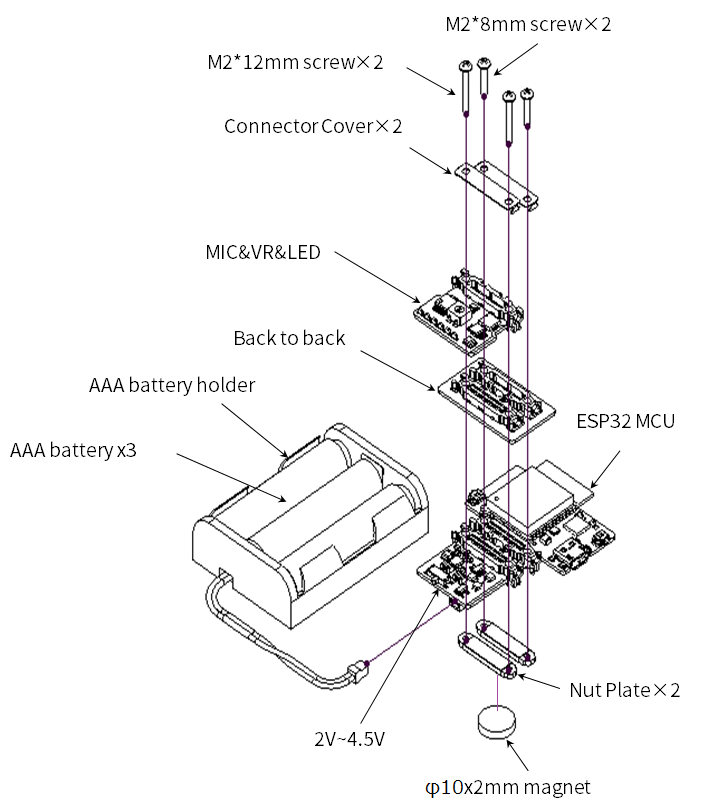 M2*8mm screw×2
M2*12mm screw×2
Connector Cover×2
MIC&VR&LED
Back to back
AAA battery holder
ESP32 MCU
AAA battery x3
Nut Plate×2
2V~4.5V
φ10x2mm magnet